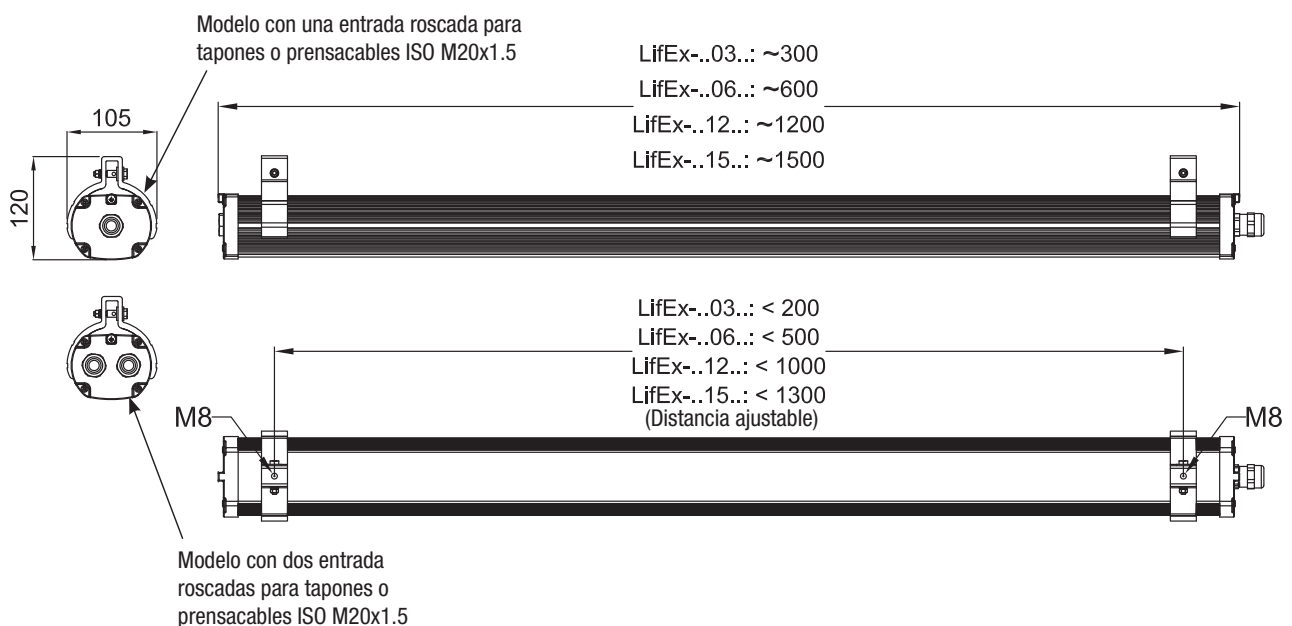 Modelo con una entrada roscada para
tapones o prensacables ISO M20x1.5
LifEx-..03..: ~300
LifEx-..06..: ~600
LifEx-..12..: ~1200
LifEx-..15..: ~1500
105
120
LifEx-..03..: < 200
LifEx-..06..: < 500
LifEx-..12..: < 1000
LifEx-..15..: < 1300
(Distancia ajustable)
M8
M8
Modelo con dos entrada
roscadas para tapones o
prensacables ISO M20x1.5